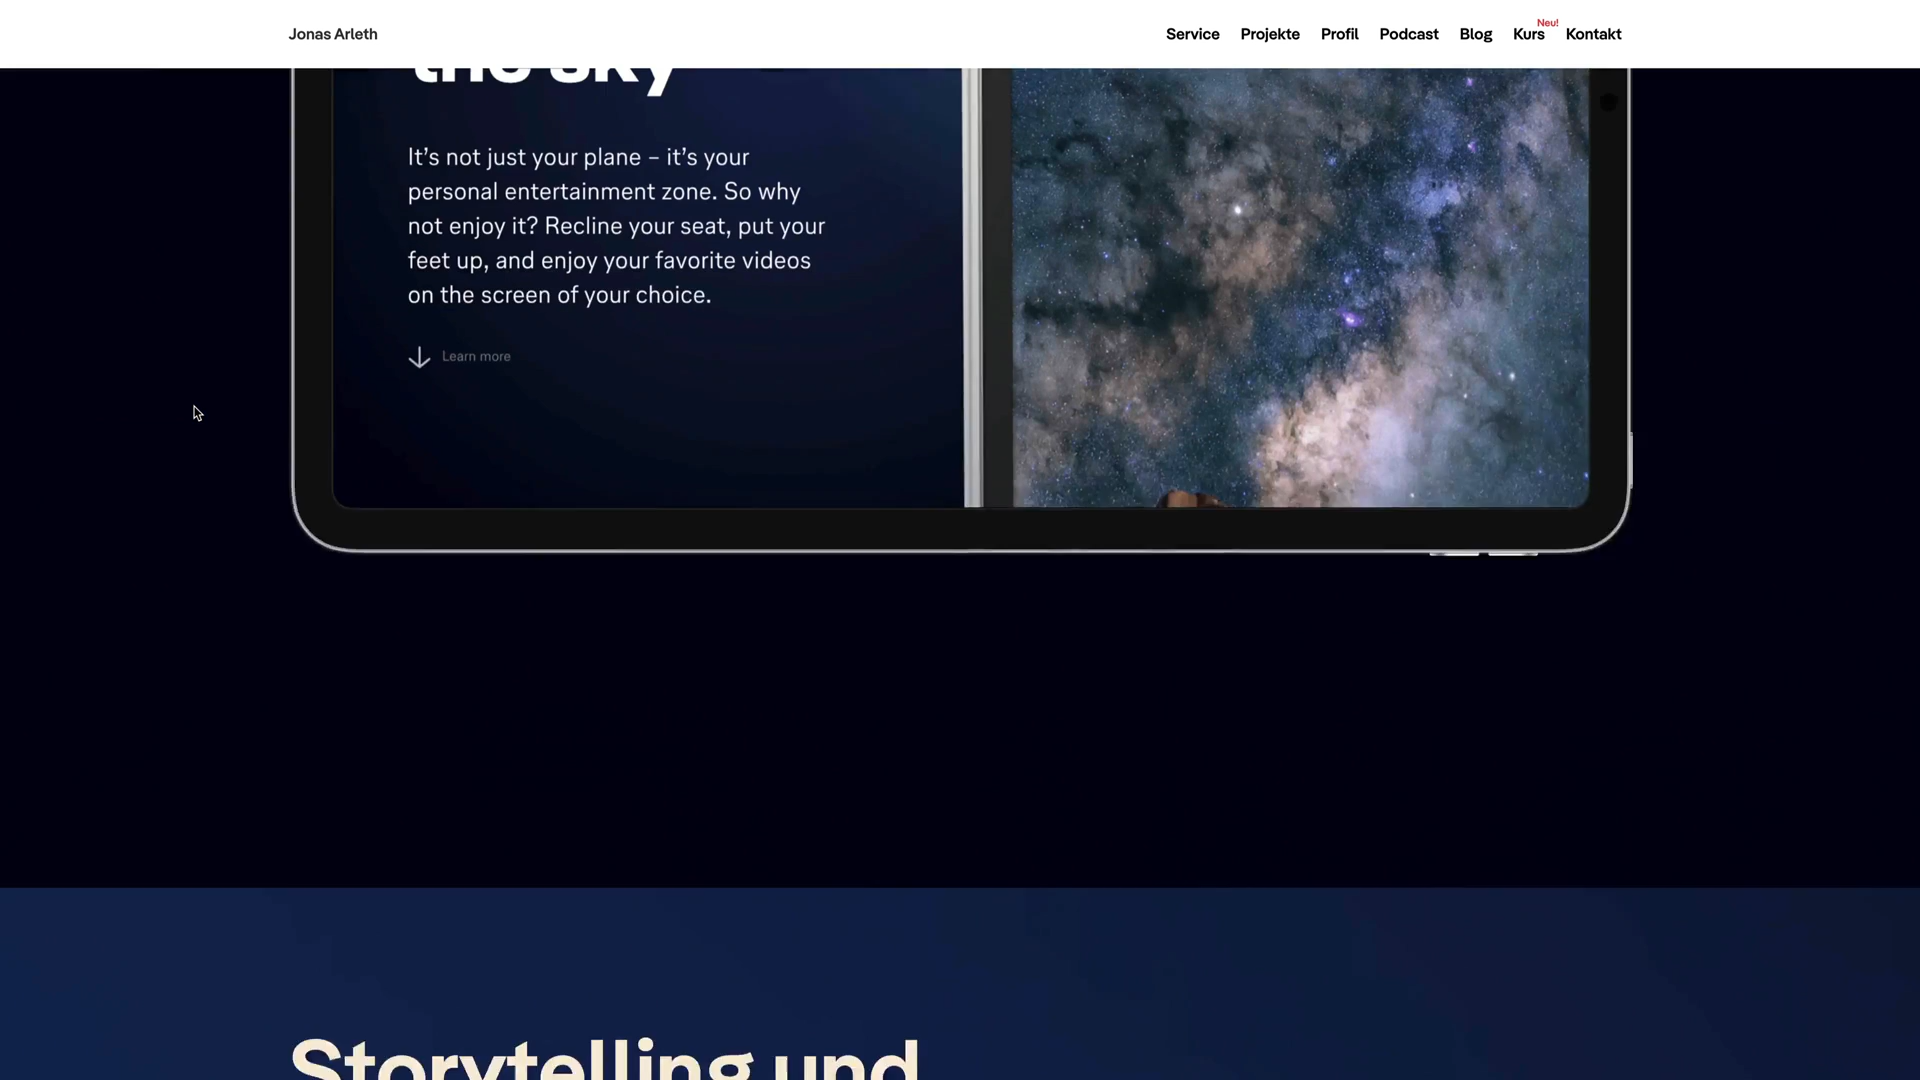 Jonas Arleth
Service Projekte Profil Podcast Blog Kurs Neu! Kontakt
the sky
It’s not just your plane – it’s your
personal entertainment zone. So why
not enjoy it? Recline your seat, put your
feet up, and enjoy your favorite videos
on the screen of your choice.
Learn more
Storytelling und